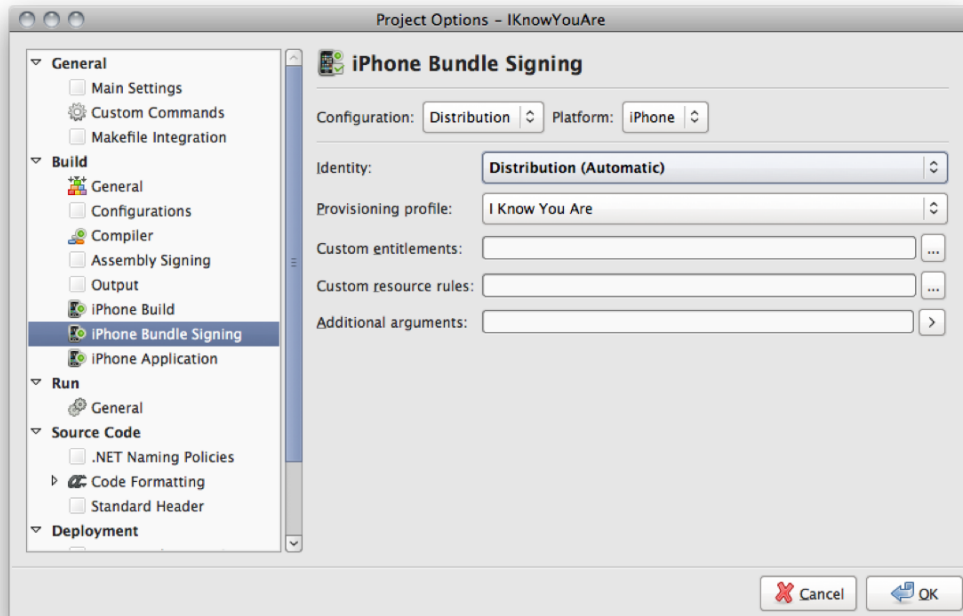 Project Options – IKnowYouAre
General
Main Settings
Custom Commands
Makefile Integration
Build
General
Configurations
Compiler
Assembly Signing
Output
iPhone Build
iPhone Bundle Signing
iPhone Application
Run
General
Source Code
.NET Naming Policies
Code Formatting
Standard Header
Deployment
iPhone Bundle Signing
Configuration: Distribution Platform: iPhone
Identity: Distribution (Automatic)
Provisioning profile: I Know You Are
Custom entitlements: ...
Custom resource rules: ...
Additional arguments: >
Cancel OK